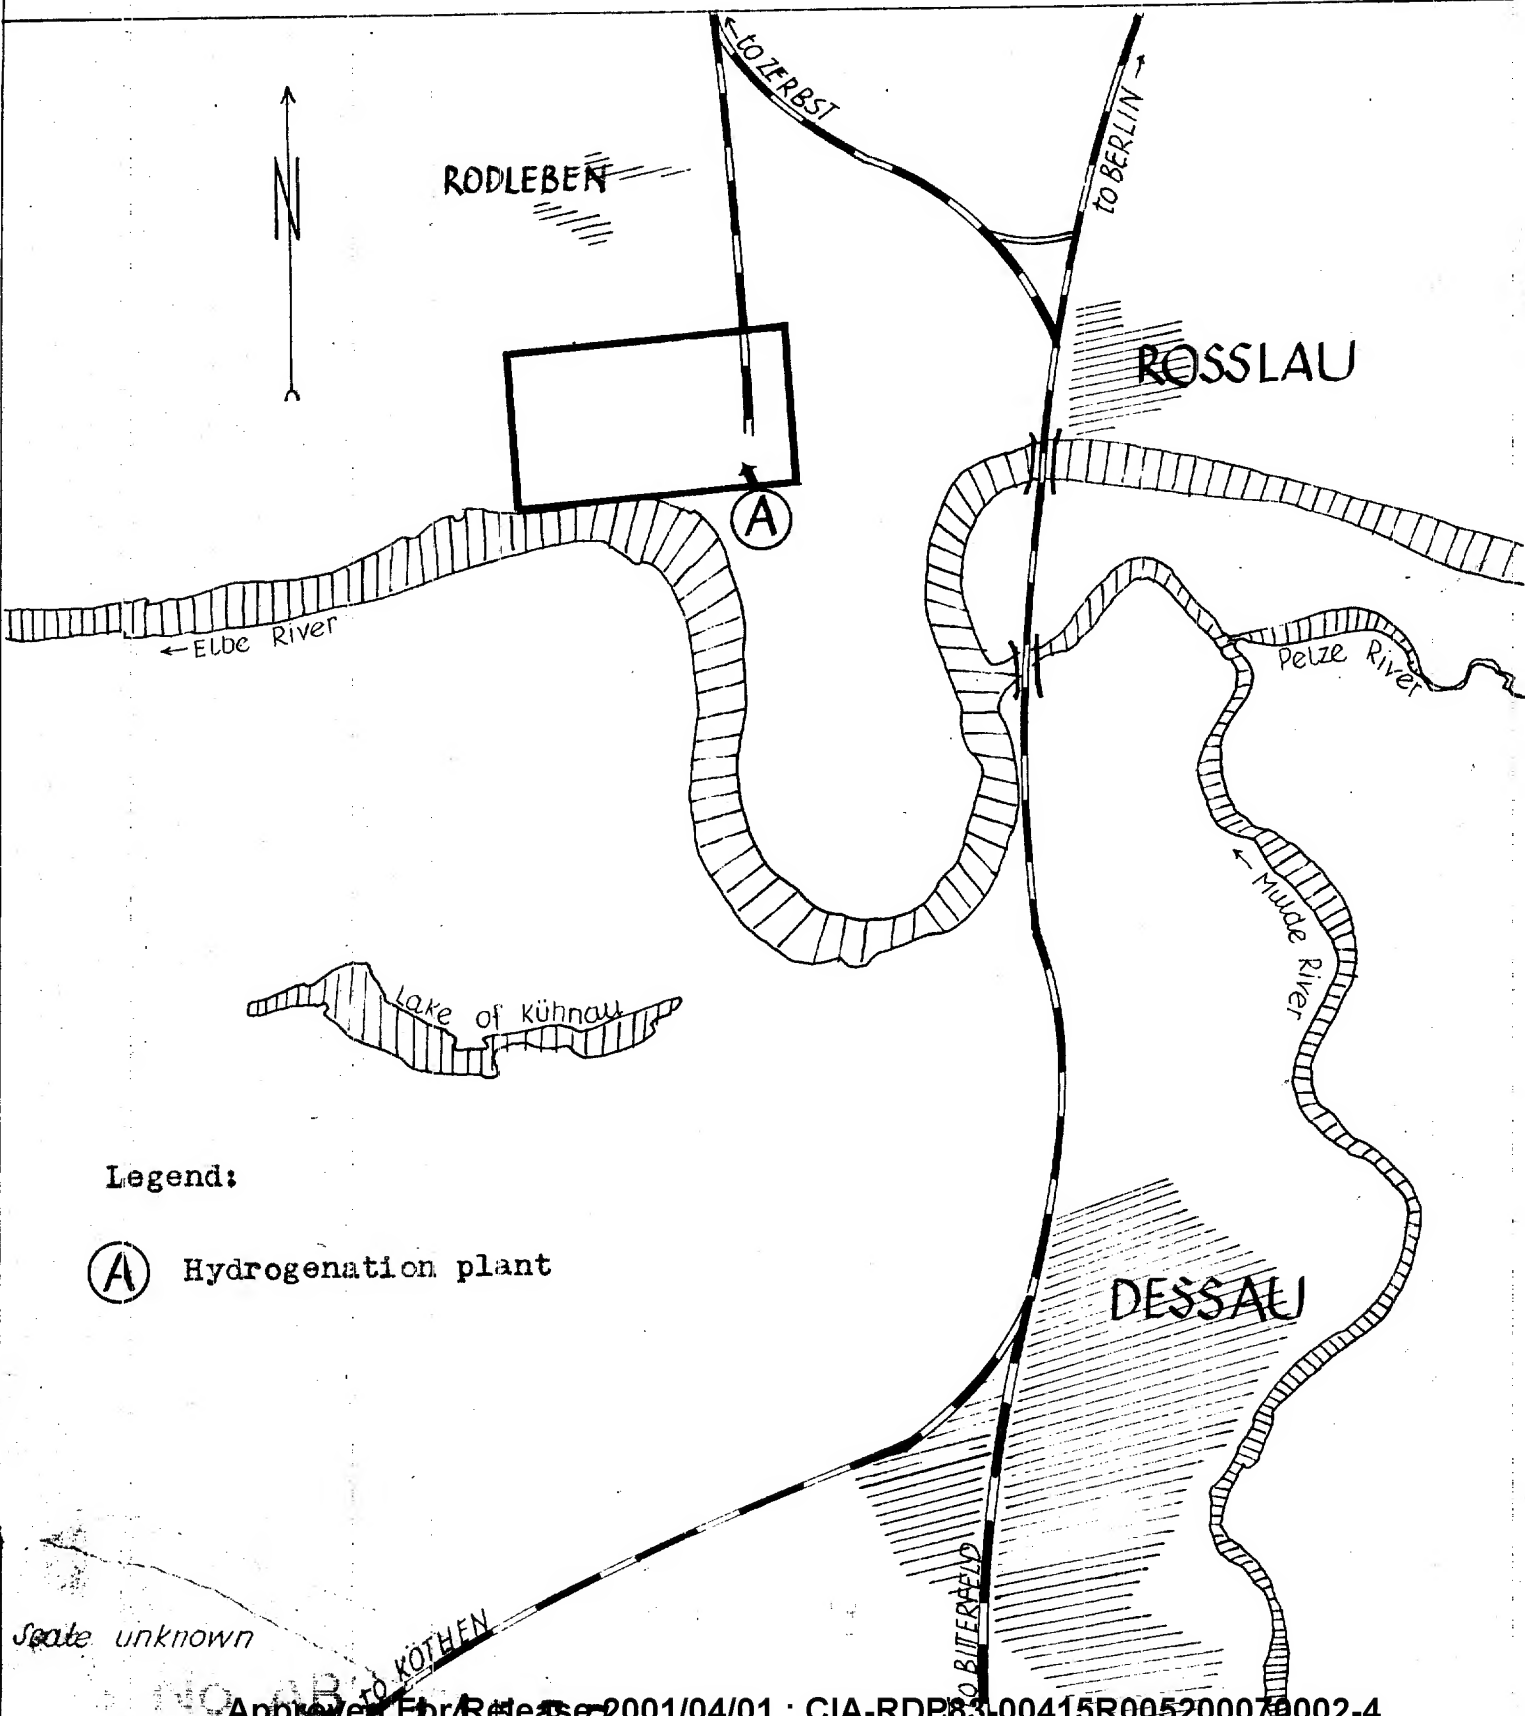 to ZERBST
to BERLIN
N
RODLEBEN
ROSSLAU
A
← Elbe River
Pelze River
← Mulde River
Lake of Kühnau
Legend:
A Hydrogenation plant
DESSAU
Scale unknown
TO KÖTHEN
TO BITTERFELD
Approved For Release 2001/04/01 : CIA-RDP83-00415R005200070002-4